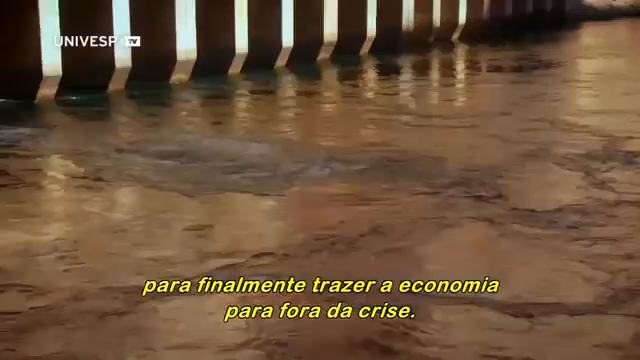 UNIVESP TV
para finalmente trazer a economia
para fora da crise.